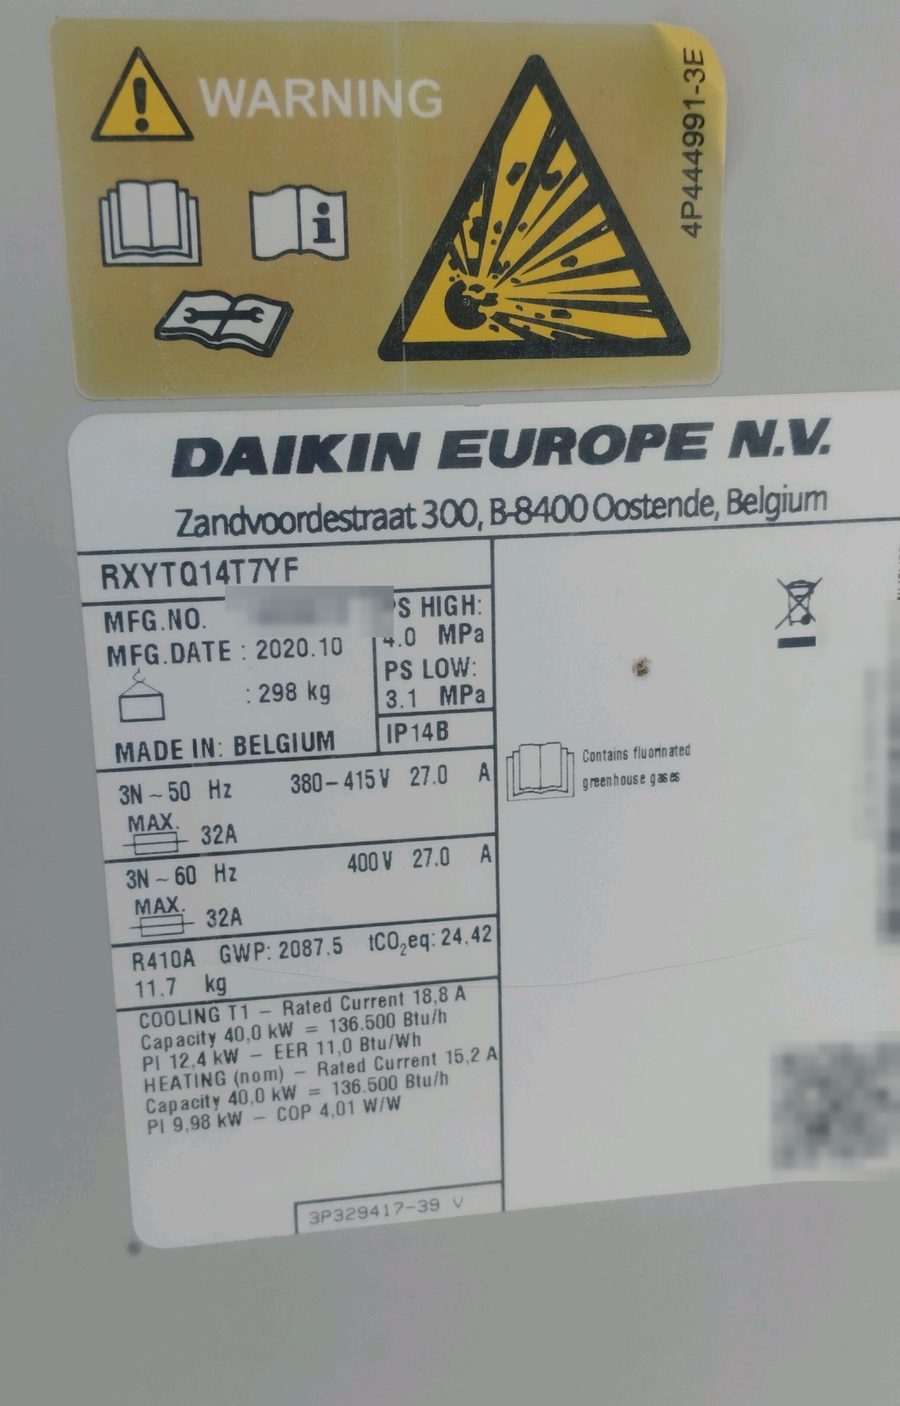 WARNING
4P444991-3E
DAIKIN EUROPE N.V.
Zandvoordestraat 300, B-8400 Oostende, Belgium
RXYTQ14T7YF
MFG.NO.
MFG.DATE : 2020.10
: 298 kg
MADE IN: BELGIUM
PS HIGH:
4.0 MPa
PS LOW:
3.1 MPa
IP14B
3N ~ 50 Hz 380-415V 27.0 A
MAX. 32A
3N ~ 60 Hz 400V 27.0 A
MAX. 32A
R410A GWP: 2087.5 tCO₂eq: 24.42
11.7 kg
COOLING T1 – Rated Current 18,8 A
Capacity 40,0 kW = 136.500 Btu/h
PI 12,4 kW – EER 11,0 Btu/Wh
HEATING (nom) – Rated Current 15,2 A
Capacity 40,0 kW = 136.500 Btu/h
PI 9,98 kW – COP 4,01 W/W
3P329417-39 V
Contains fluorinated
greenhouse gases